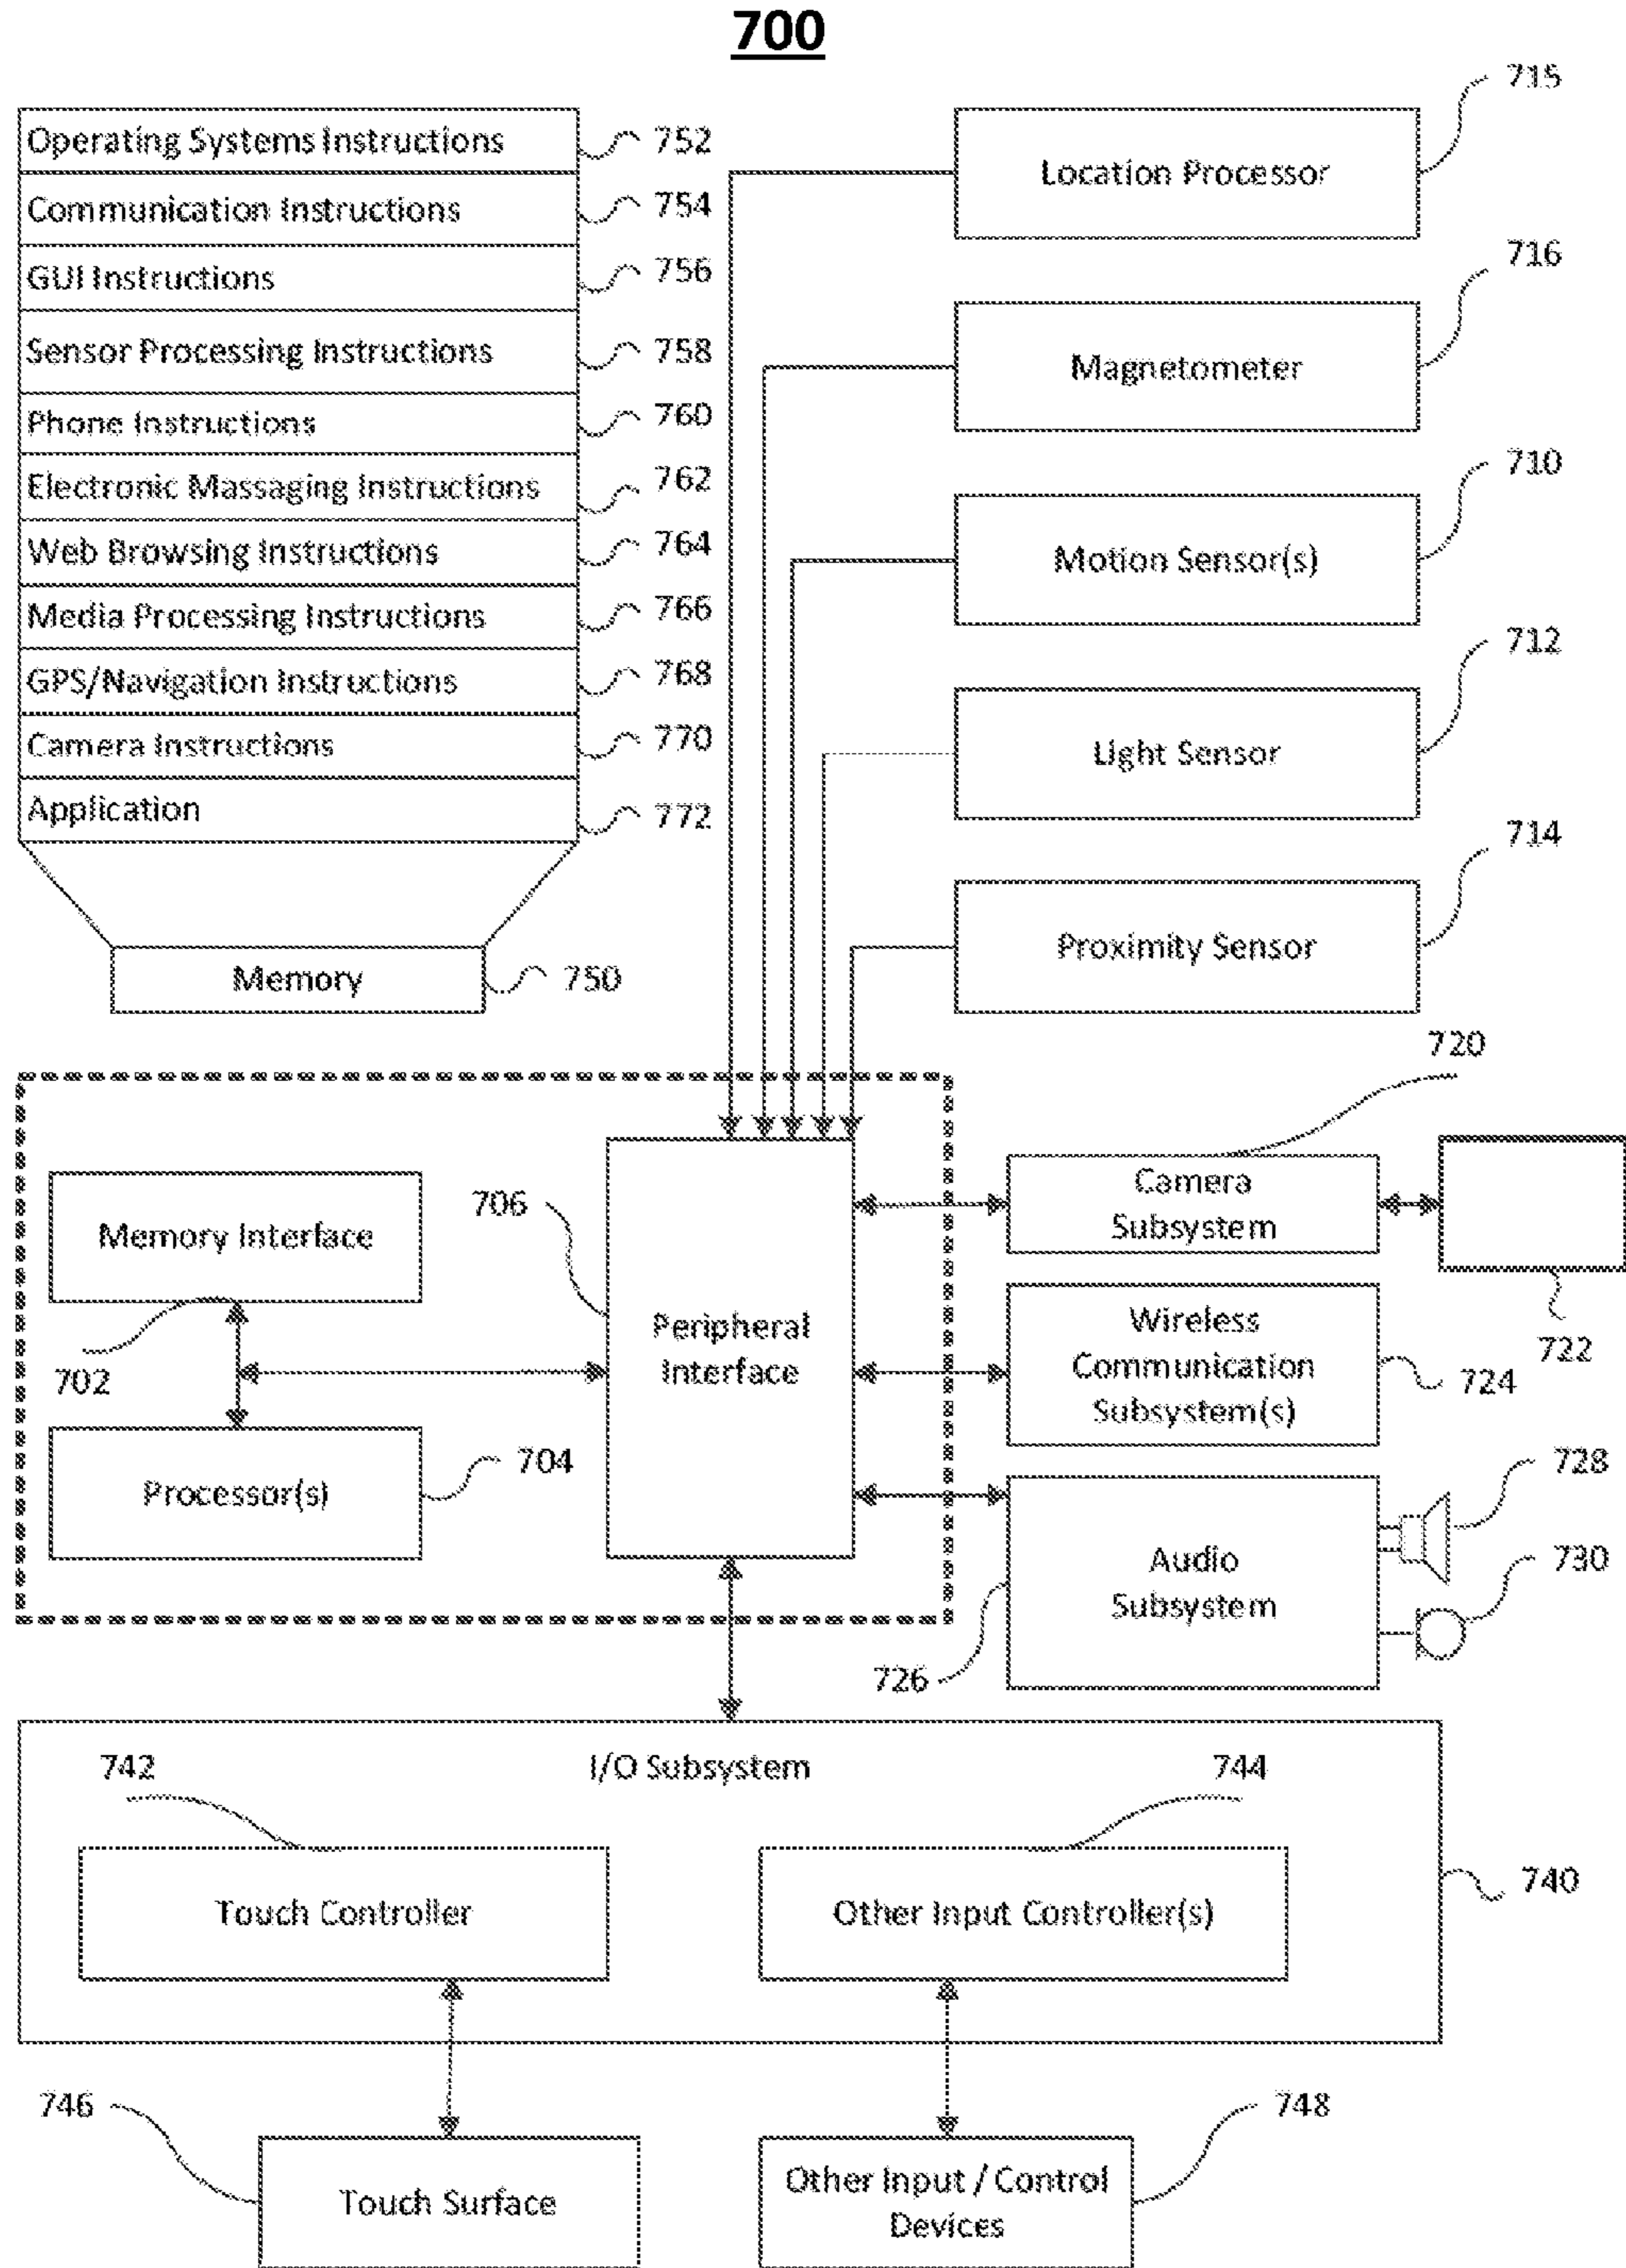 700
Operating Systems Instructions 752
Communication Instructions 754
GUI Instructions 756
Sensor Processing Instructions 758
Phone Instructions 760
Electronic Massaging Instructions 762
Web Browsing Instructions 764
Media Processing Instructions 766
GPS/Navigation Instructions 768
Camera Instructions 770
Application 772
Memory 750
715
Location Processor
716
Magnetometer
710
Motion Sensor(s)
712
Light Sensor
714
Proximity Sensor
720
Memory Interface
702
Processor(s) 704
706
Peripheral
Interface
Camera
Subsystem
722
Wireless
Communication
Subsystem(s)
724
Audio
Subsystem
726
728
730
I/O Subsystem
742
744
740
Touch Controller
Other Input Controller(s)
746
Touch Surface
748
Other Input / Control
Devices